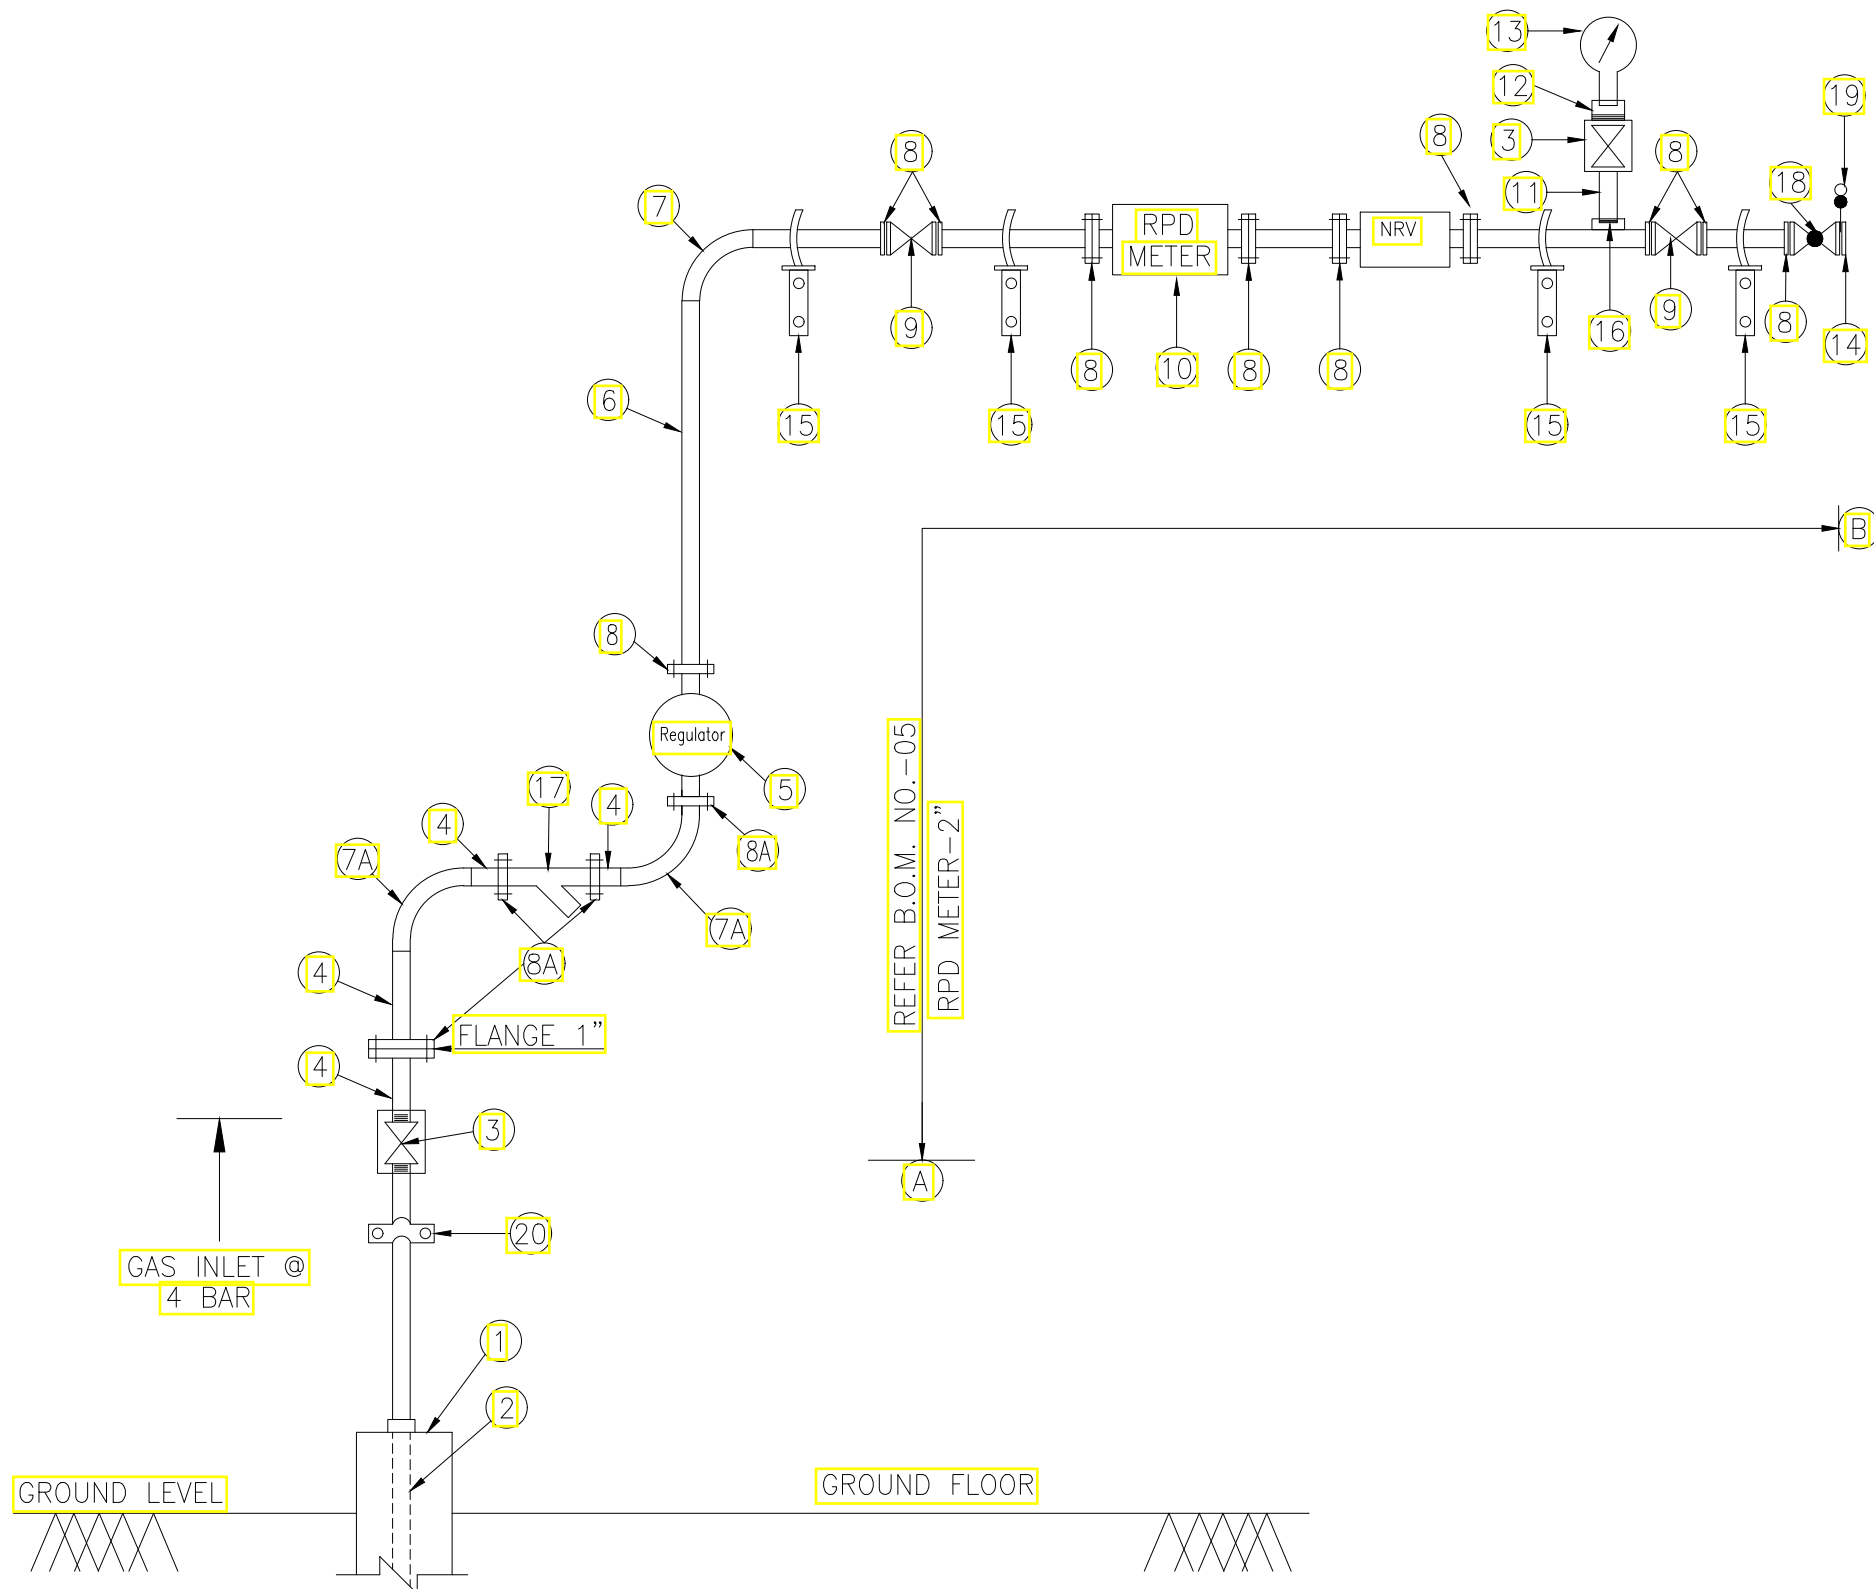 13
12
19
8
8
3
8
18
11
7
RPD
METER
NRV
9
9
16
8
14
8
10
8
8
6
15
15
15
15
B
8
Regulator
5
17
4
4
8A
7A
7A
8A
4
REFER B.O.M. NO.-05
RPD METER-2"
FLANGE 1"
4
3
A
20
GAS INLET @
4 BAR
1
2
GROUND LEVEL
GROUND FLOOR